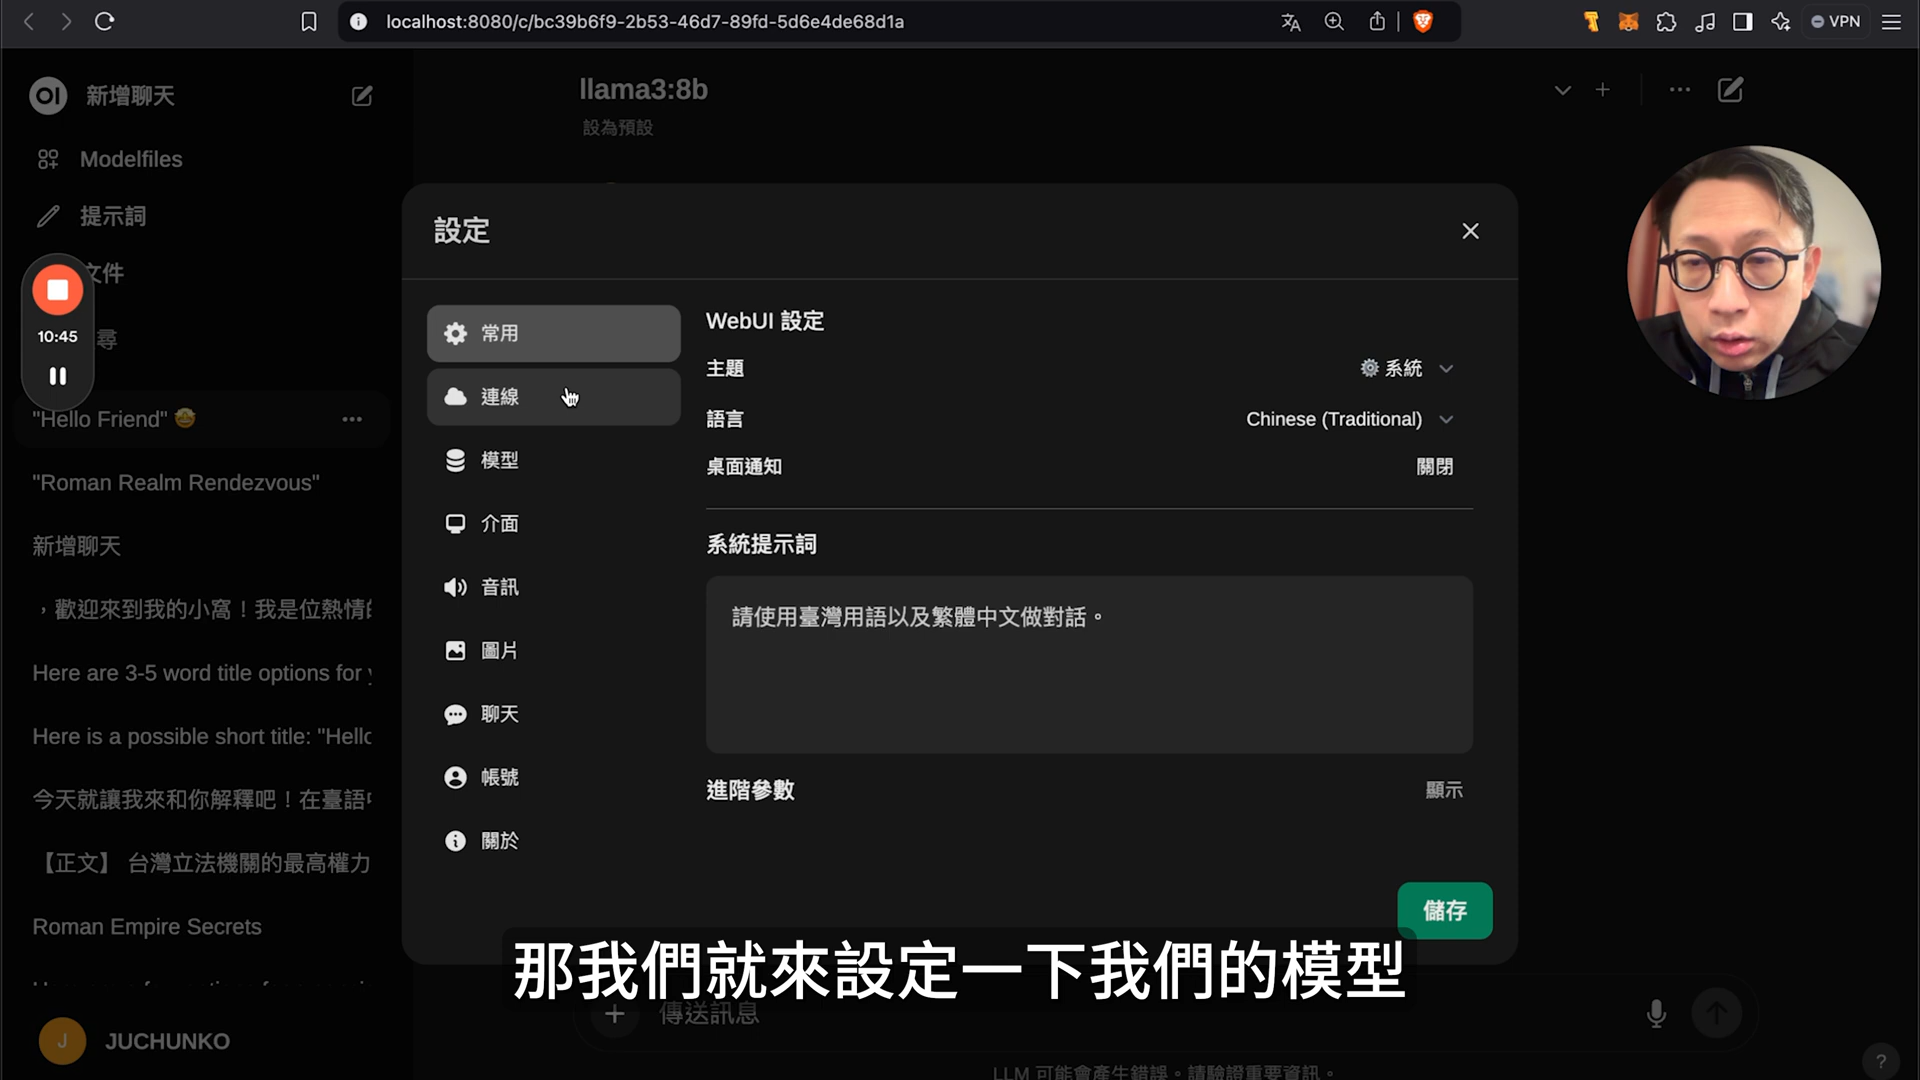 localhost:8080/c/bc39b6f9-2b53-46d7-89fd-5d6e4de68d1a
VPN
OI 新增聊天
Modelfiles
提示詞
文件
10:45
尋
"Hello Friend" 🤩
"Roman Realm Rendezvous"
新增聊天
，歡迎來到我的小窩！我是位熱情的
Here are 3-5 word title options for y
Here is a possible short title: "Hello
今天就讓我來和你解釋吧！在臺語中
【正文】 台灣立法機關的最高權力
Roman Empire Secrets
J JUCHUNKO
llama3:8b
設為預設
設定
常用
連線
模型
介面
音訊
圖片
聊天
帳號
關於
WebUI 設定
主題 ⚙️ 系統
語言 Chinese (Traditional)
桌面通知 關閉
系統提示詞
請使用臺灣用語以及繁體中文做對話。
進階參數 顯示
儲存
那我們就來設定一下我們的模型
傳送訊息
LLM 可能會產生錯誤。請驗證重要資訊。
?